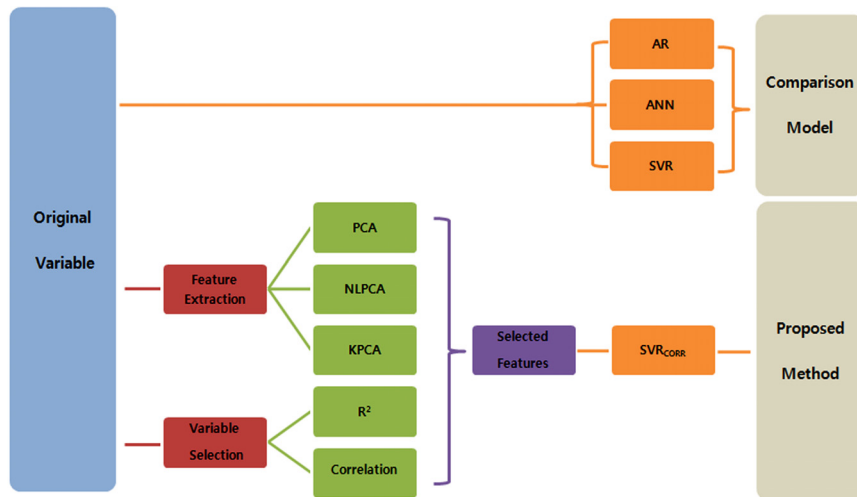 Original
Variable
AR
ANN
SVR
Comparison
Model
Feature
Extraction
PCA
NLPCA
KPCA
Variable
Selection
R²
Correlation
Selected
Features
SVRCORR
Proposed
Method